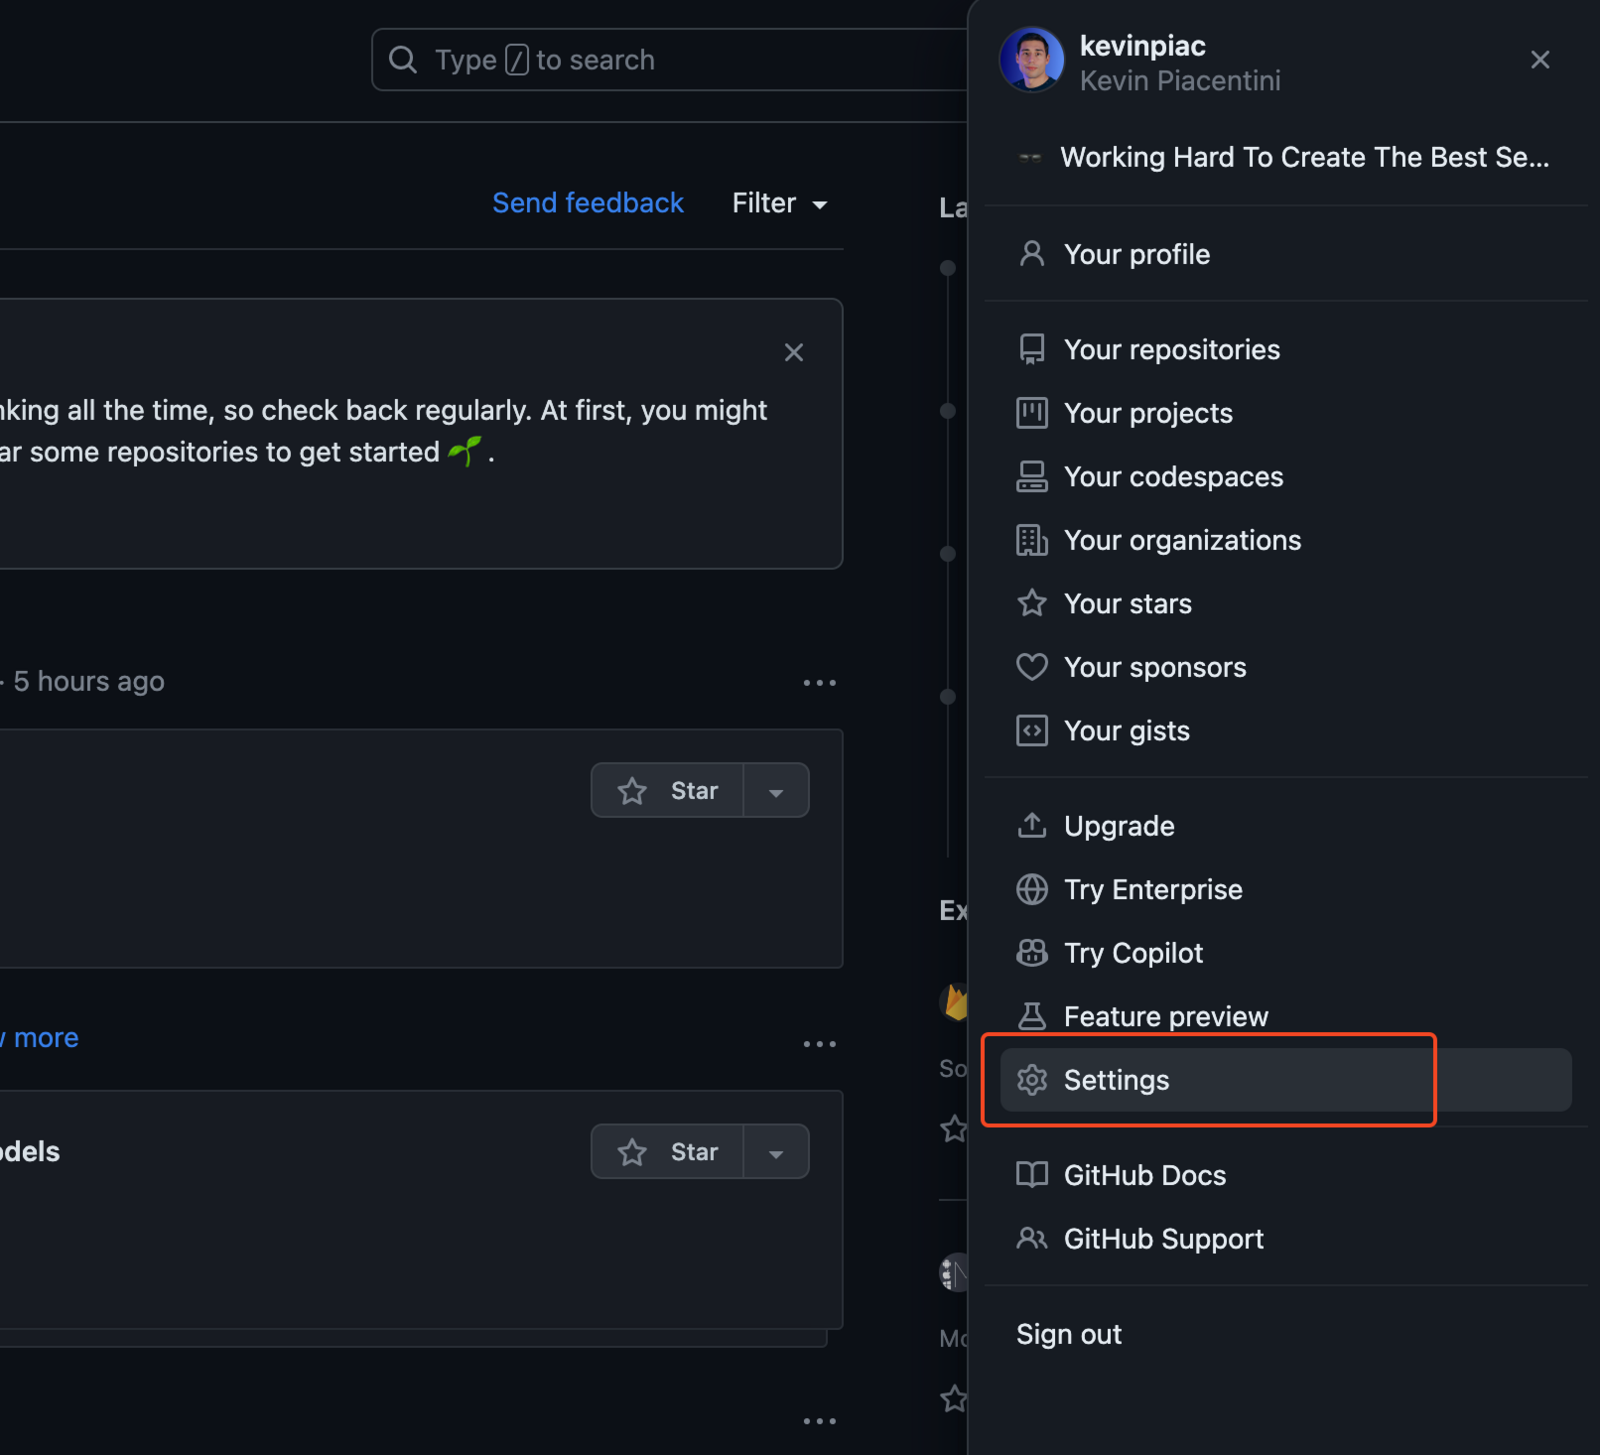 Type / to search
kevinpiac
Kevin Piacentini
Working Hard To Create The Best Se...
Send feedback
Filter
La
Your profile
nking all the time, so check back regularly. At first, you might
ar some repositories to get started .
Your repositories
Your projects
Your codespaces
Your organizations
Your stars
Your sponsors
Your gists
· 5 hours ago
Star
Upgrade
Try Enterprise
Try Copilot
Feature preview
Settings
GitHub Docs
GitHub Support
Sign out
Ex
w more
So
odels
Star
Mo